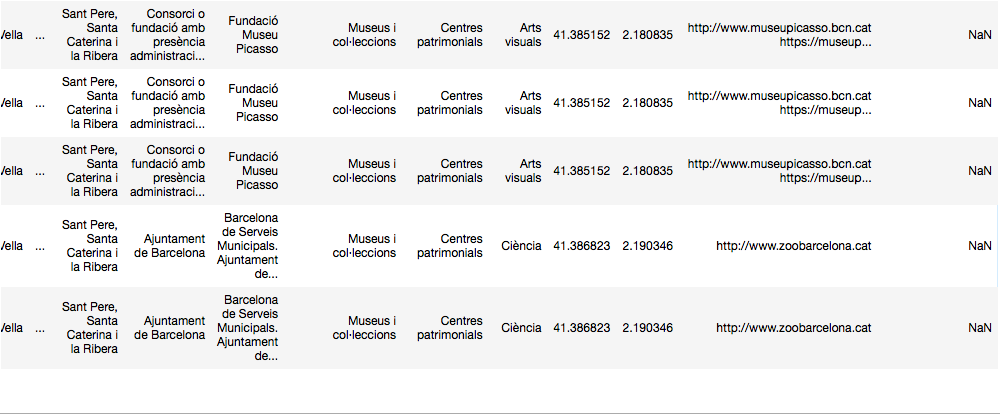 Sant Pere,
Santa
Caterina i
la Ribera
Consorci o
fundació amb
presència
administraci...
Fundació
Museu
Picasso
Museus i
col·leccions
Centres
patrimonials
Arts
visuals
41.385152
2.180835
http://www.museupicasso.bcn.cat
https://museup...
NaN
/ella
...
Sant Pere,
Santa
Caterina i
la Ribera
Consorci o
fundació amb
presència
administraci...
Fundació
Museu
Picasso
Museus i
col·leccions
Centres
patrimonials
Arts
visuals
41.385152
2.180835
http://www.museupicasso.bcn.cat
https://museup...
NaN
/ella
...
Sant Pere,
Santa
Caterina i
la Ribera
Consorci o
fundació amb
presència
administraci...
Fundació
Museu
Picasso
Museus i
col·leccions
Centres
patrimonials
Arts
visuals
41.385152
2.180835
http://www.museupicasso.bcn.cat
https://museup...
NaN
/ella
...
Sant Pere,
Santa
Caterina i
la Ribera
Ajuntament
de Barcelona
Barcelona
de Serveis
Municipals.
Ajuntament
de...
Museus i
col·leccions
Centres
patrimonials
Ciència
41.386823
2.190346
http://www.zoobarcelona.cat
NaN
/ella
...
Sant Pere,
Santa
Caterina i
la Ribera
Ajuntament
de Barcelona
Barcelona
de Serveis
Municipals.
Ajuntament
de...
Museus i
col·leccions
Centres
patrimonials
Ciència
41.386823
2.190346
http://www.zoobarcelona.cat
NaN